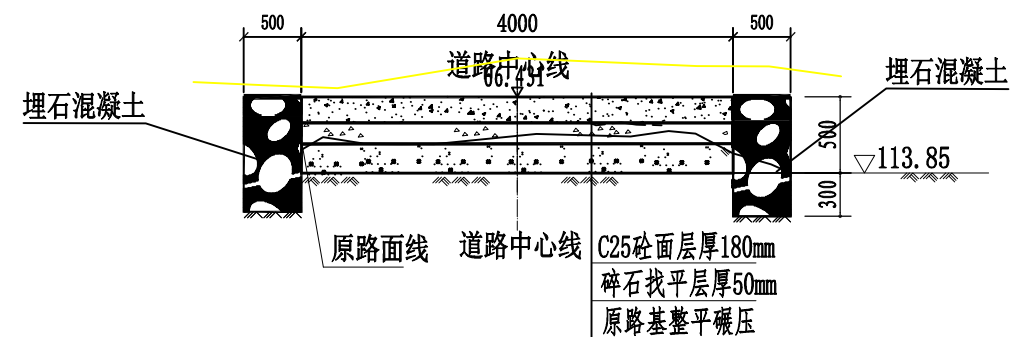 500
4000
500
道路中心线
埋石混凝土
埋石混凝土
500
113.85
300
原路面线
道路中心线
C25砼面层厚180mm
碎石找平层厚50mm
原路基整平碾压